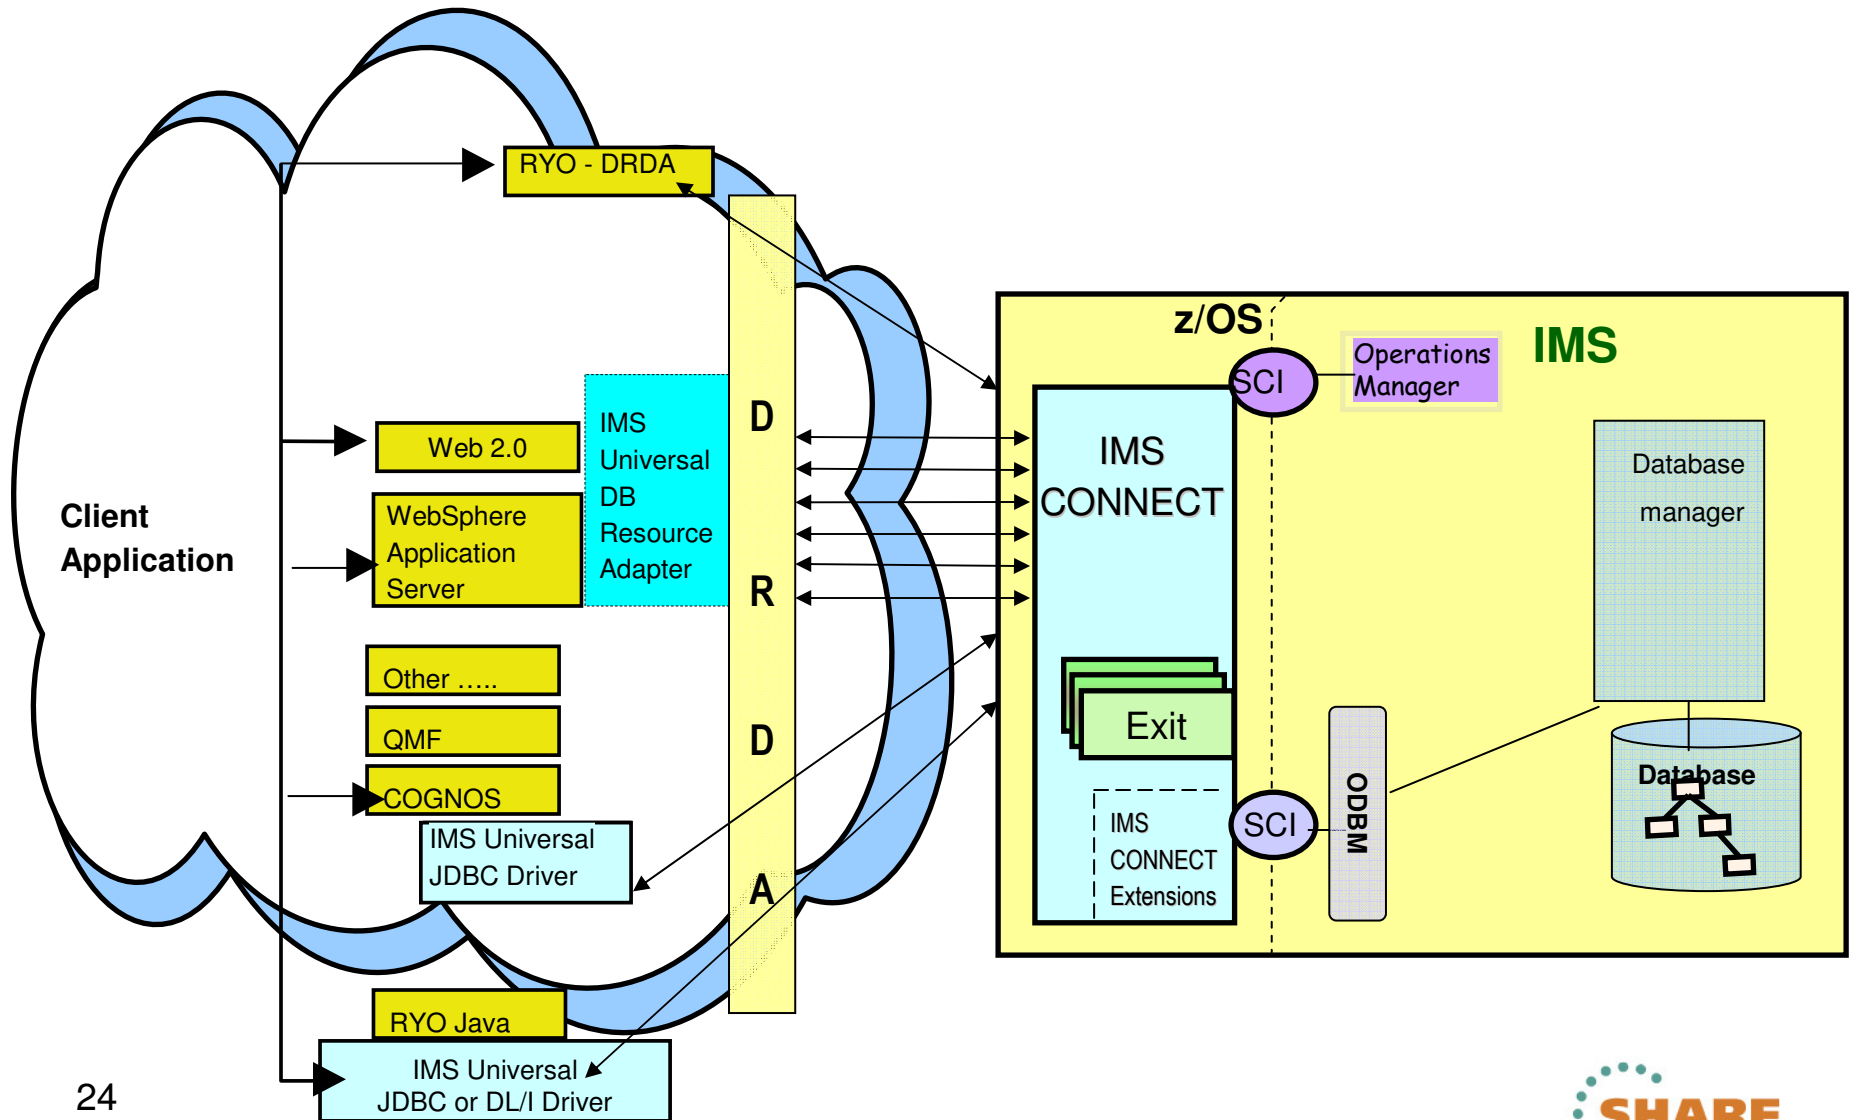 RYO - DRDA
z/OS
IMS
SCI
Operations
Manager
Client
Application
Web 2.0
WebSphere
Application
Server
IMS
Universal
DB
Resource
Adapter
D
R
D
A
IMS
CONNECT
Database
manager
Other …..
QMF
COGNOS
IMS Universal
JDBC Driver
Exit
IMS
CONNECT
Extensions
SCI
ODBM
Database
RYO Java
IMS Universal
JDBC or DL/I Driver
24
SHARE